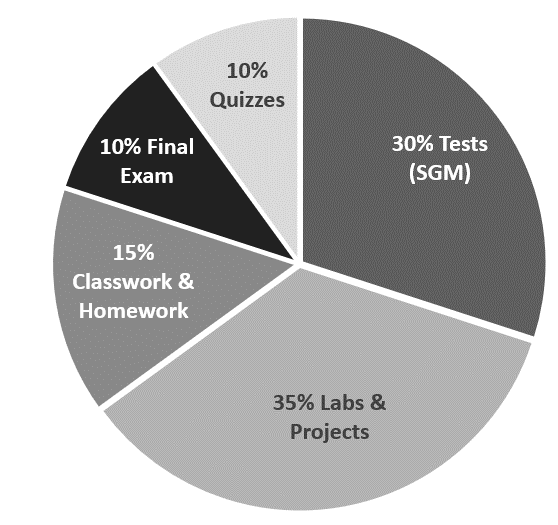 10%
Quizzes
30% Tests
(SGM)
10% Final
Exam
15%
Classwork &
Homework
35% Labs &
Projects